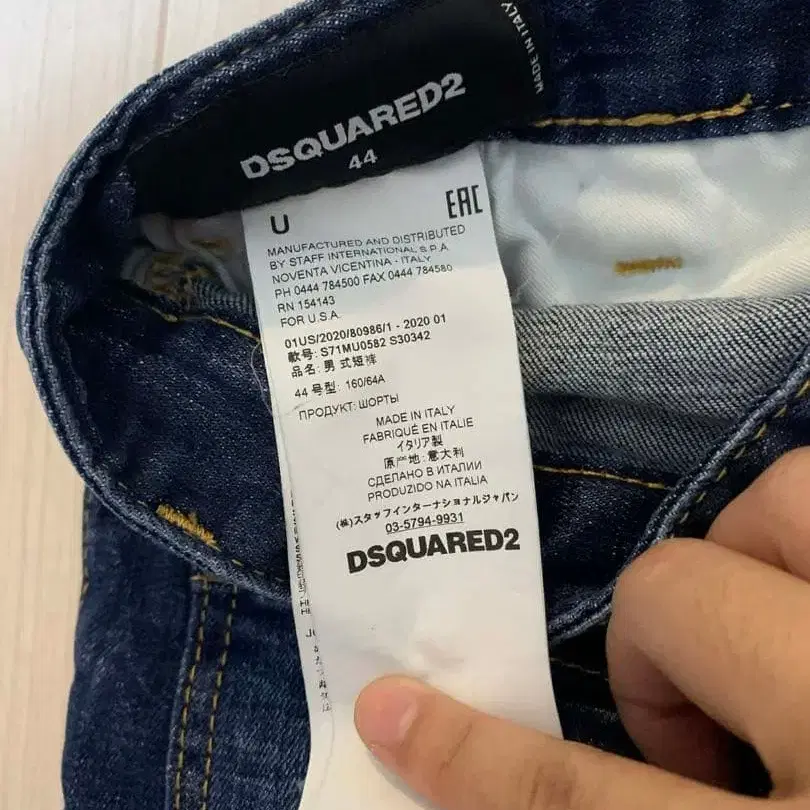 MADE IN ITALY
DSQUARED2
44
U
EAC
MANUFACTURED AND DISTRIBUTED
BY STAFF INTERNATIONAL S.P.A.
NOVENTA VICENTINA - ITALY
PH 0444 784500 FAX 0444 784580
RN 154143
FOR U.S.A.
01US/2020/80986/1 - 2020 01
款号: S71MU0582 S30342
品名: 男式短裤
44 号型: 160/64A
ПРОДУКТ: ШОРТЫ
MADE IN ITALY
FABRIQUÉ EN ITALIE
イタリア製
原产地: 意大利
СДЕЛАНО В ИТАЛИИ
PRODUZIDO NA ITALIA
(株)スタッフインターナショナルジャパン
03-5794-9931
DSQUARED2